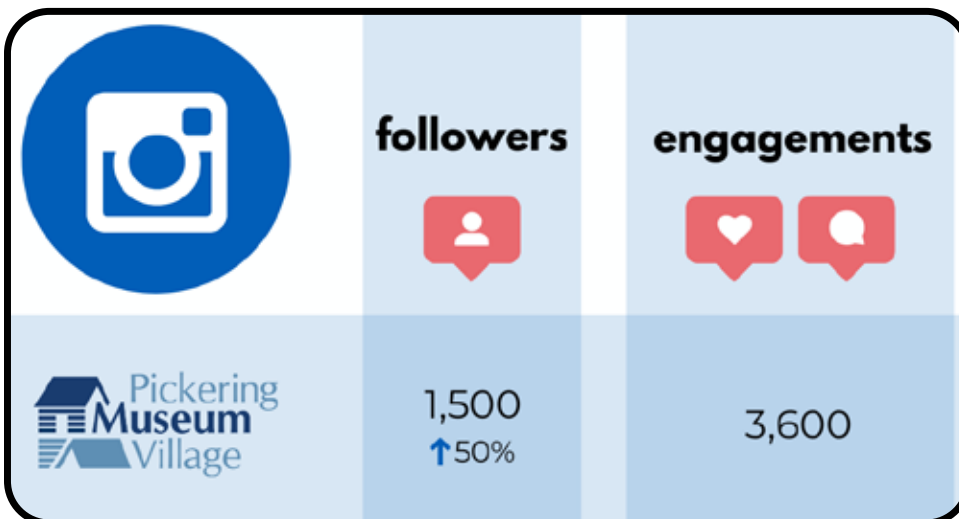 followers
engagements
Pickering
Museum
Village
1,500
↑50%
3,600